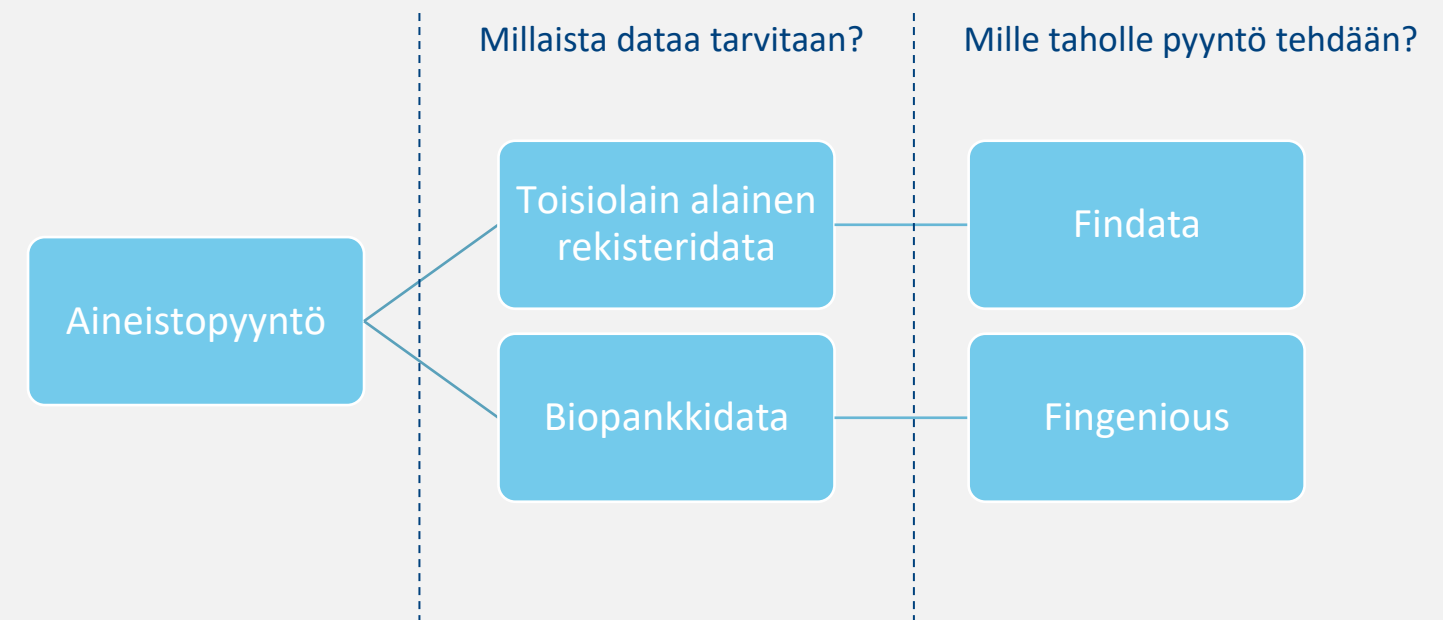 Millaista dataa tarvitaan?
Mille taholle pyyntö tehdään?
Aineistopyyntö
Toisiolain alainen
rekisteridata
Findata
Biopankkidata
Fingenious